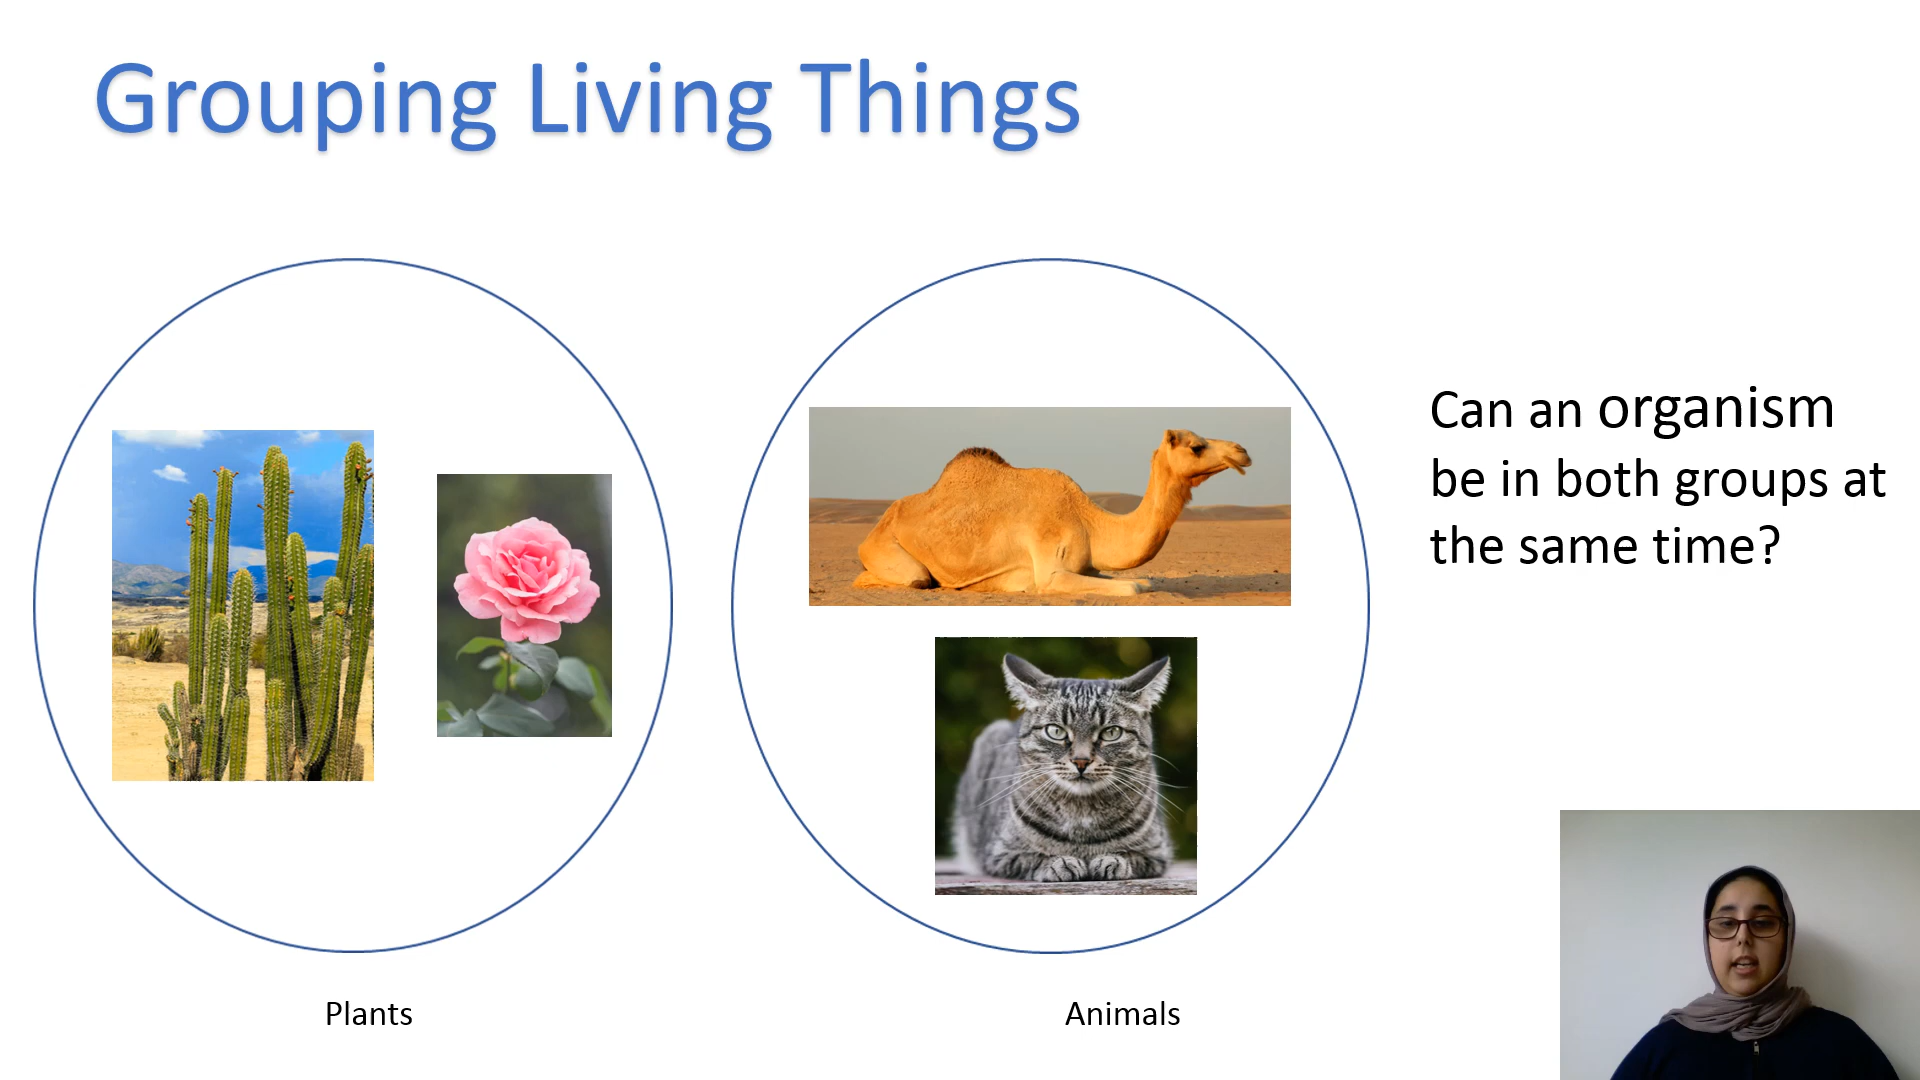 Grouping Living Things
Can an organism
be in both groups at
the same time?
Plants
Animals